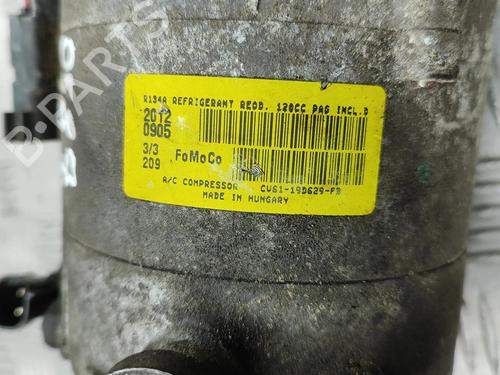 R134A REFRIGERANT REQD. 120CC PAG INCL.D
2012
0905
3/3
209
FoMoCo
A/C COMPRESSOR CV61-19D629-FB
MADE IN HUNGARY
B-PARTS